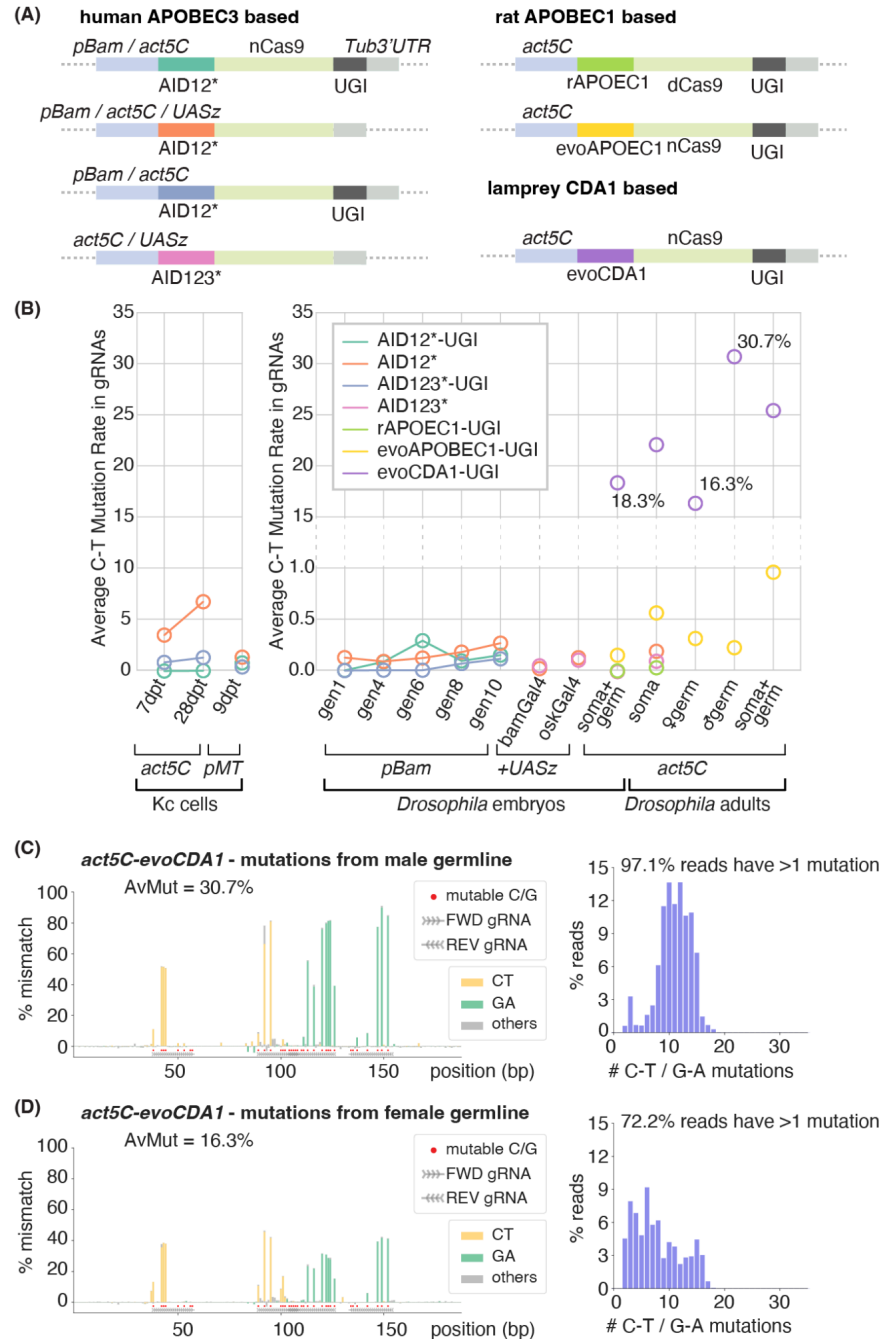 (A)
human APOBEC3 based
pBam / act5C nCas9 Tub3'UTR
AID12* UGI
pBam / act5C / UASz
AID12*
pBam / act5C
AID12* UGI
act5C / UASz
AID123*
rat APOBEC1 based
act5C
rAPOEC1 dCas9 UGI
act5C
evoAPOEC1 nCas9 UGI
lamprey CDA1 based
act5C nCas9
evoCDA1 UGI
(B)
Average C-T Mutation Rate in gRNAs
35
30
25
20
15
10
5
0
7dpt 28dpt 9dpt
act5C pMT
Kc cells
Average C-T Mutation Rate in gRNAs
35
30
25
20
15
1.0
0.5
0.0
AID12*-UGI
AID12*
AID123*-UGI
AID123*
rAPOEC1-UGI
evoAPOBEC1-UGI
evoCDA1-UGI
30.7%
18.3%
16.3%
gen1 gen4 gen6 gen8 gen10 bamGal4 oskGal4 soma+ germ soma ♀germ ♂germ soma+ germ
pBam +UASz act5C
Drosophila embryos Drosophila adults
(C)
act5C-evoCDA1 - mutations from male germline
AvMut = 30.7%
% mismatch
100
80
60
40
20
0
50 100 150 position (bp)
mutable C/G
FWD gRNA
REV gRNA
CT
GA
others
97.1% reads have >1 mutation
% reads
15
12
9
6
3
0
0 10 20 30
# C-T / G-A mutations
(D)
act5C-evoCDA1 - mutations from female germline
AvMut = 16.3%
% mismatch
100
80
60
40
20
0
50 100 150 position (bp)
mutable C/G
FWD gRNA
REV gRNA
CT
GA
others
72.2% reads have >1 mutation
% reads
15
12
9
6
3
0
0 10 20 30
# C-T / G-A mutations